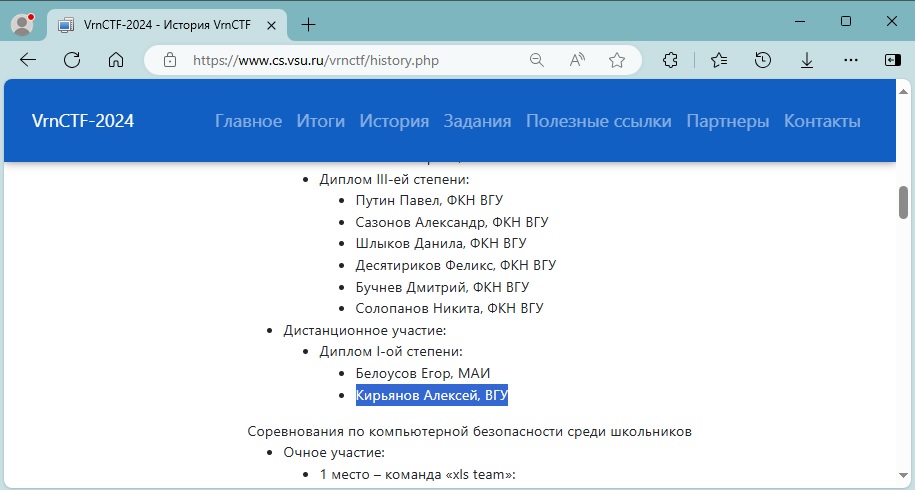 VrnCTF-2024 - История VrnCTF
https://www.cs.vsu.ru/vrnctf/history.php
VrnCTF-2024 Главное Итоги История Задания Полезные ссылки Партнеры Контакты
Диплом III-ей степени:
Путин Павел, ФКН ВГУ
Сазонов Александр, ФКН ВГУ
Шлыков Данила, ФКН ВГУ
Десятириков Феликс, ФКН ВГУ
Бучнев Дмитрий, ФКН ВГУ
Солопанов Никита, ФКН ВГУ
Дистанционное участие:
Диплом I-ой степени:
Белоусов Егор, МАИ
Кирьянов Алексей, ВГУ
Соревнования по компьютерной безопасности среди школьников
Очное участие:
1 место – команда «xls team»: